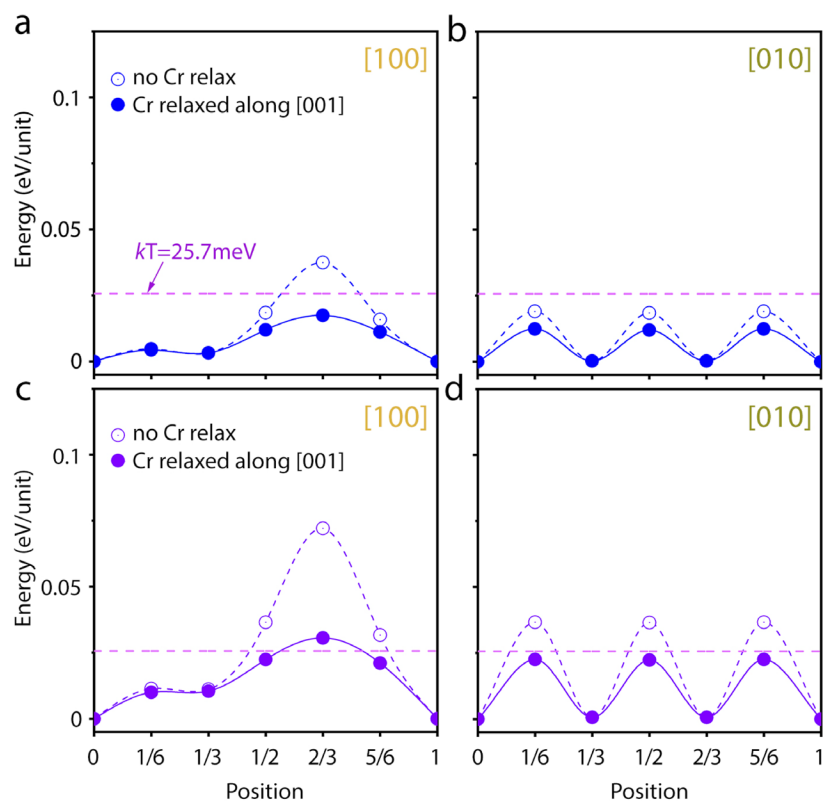 a
[100]
no Cr relax
Cr relaxed along [001]
kT=25.7meV
Energy (eV/unit)
0.1
0.05
0
b
[010]
c
[100]
no Cr relax
Cr relaxed along [001]
Energy (eV/unit)
0.1
0.05
0
0 1/6 1/3 1/2 2/3 5/6 1
Position
d
[010]
0 1/6 1/3 1/2 2/3 5/6 1
Position